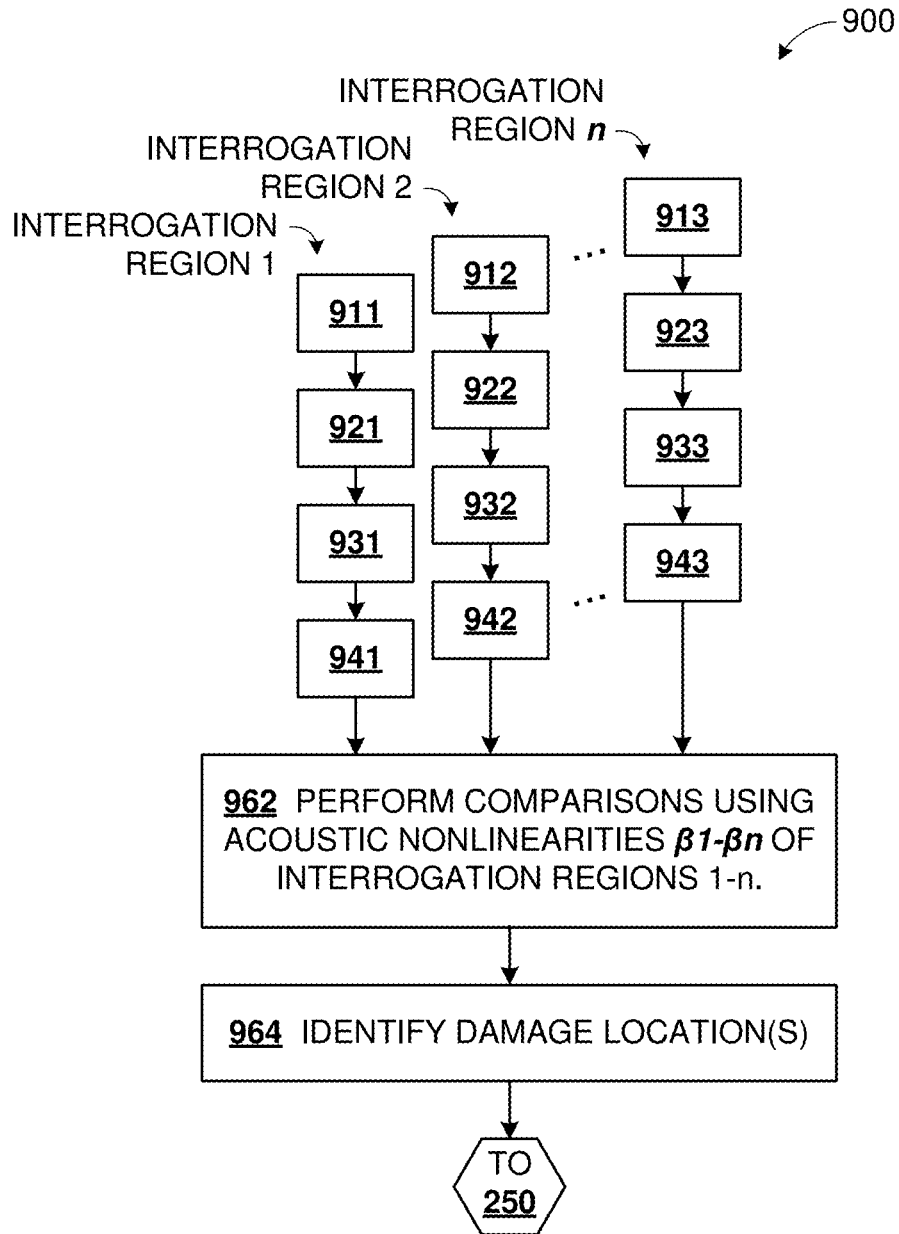 900
INTERROGATION
REGION n
INTERROGATION
REGION 2
INTERROGATION
REGION 1
913
912
...
911
923
922
921
933
932
931
943
942
...
941
962 PERFORM COMPARISONS USING
ACOUSTIC NONLINEARITIES β1-βn OF
INTERROGATION REGIONS 1-n.
964 IDENTIFY DAMAGE LOCATION(S)
TO
250